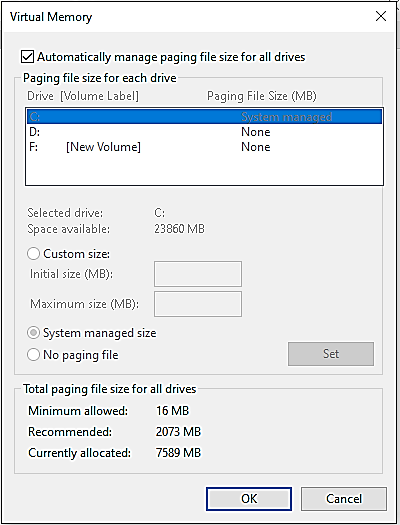 Virtual Memory
Automatically manage paging file size for all drives
Paging file size for each drive
Drive [Volume Label] Paging File Size (MB)
C: System managed
D: None
F: [New Volume] None
Selected drive: C:
Space available: 23860 MB
Custom size:
Initial size (MB):
Maximum size (MB):
System managed size
No paging file Set
Total paging file size for all drives
Minimum allowed: 16 MB
Recommended: 2073 MB
Currently allocated: 7589 MB
OK Cancel